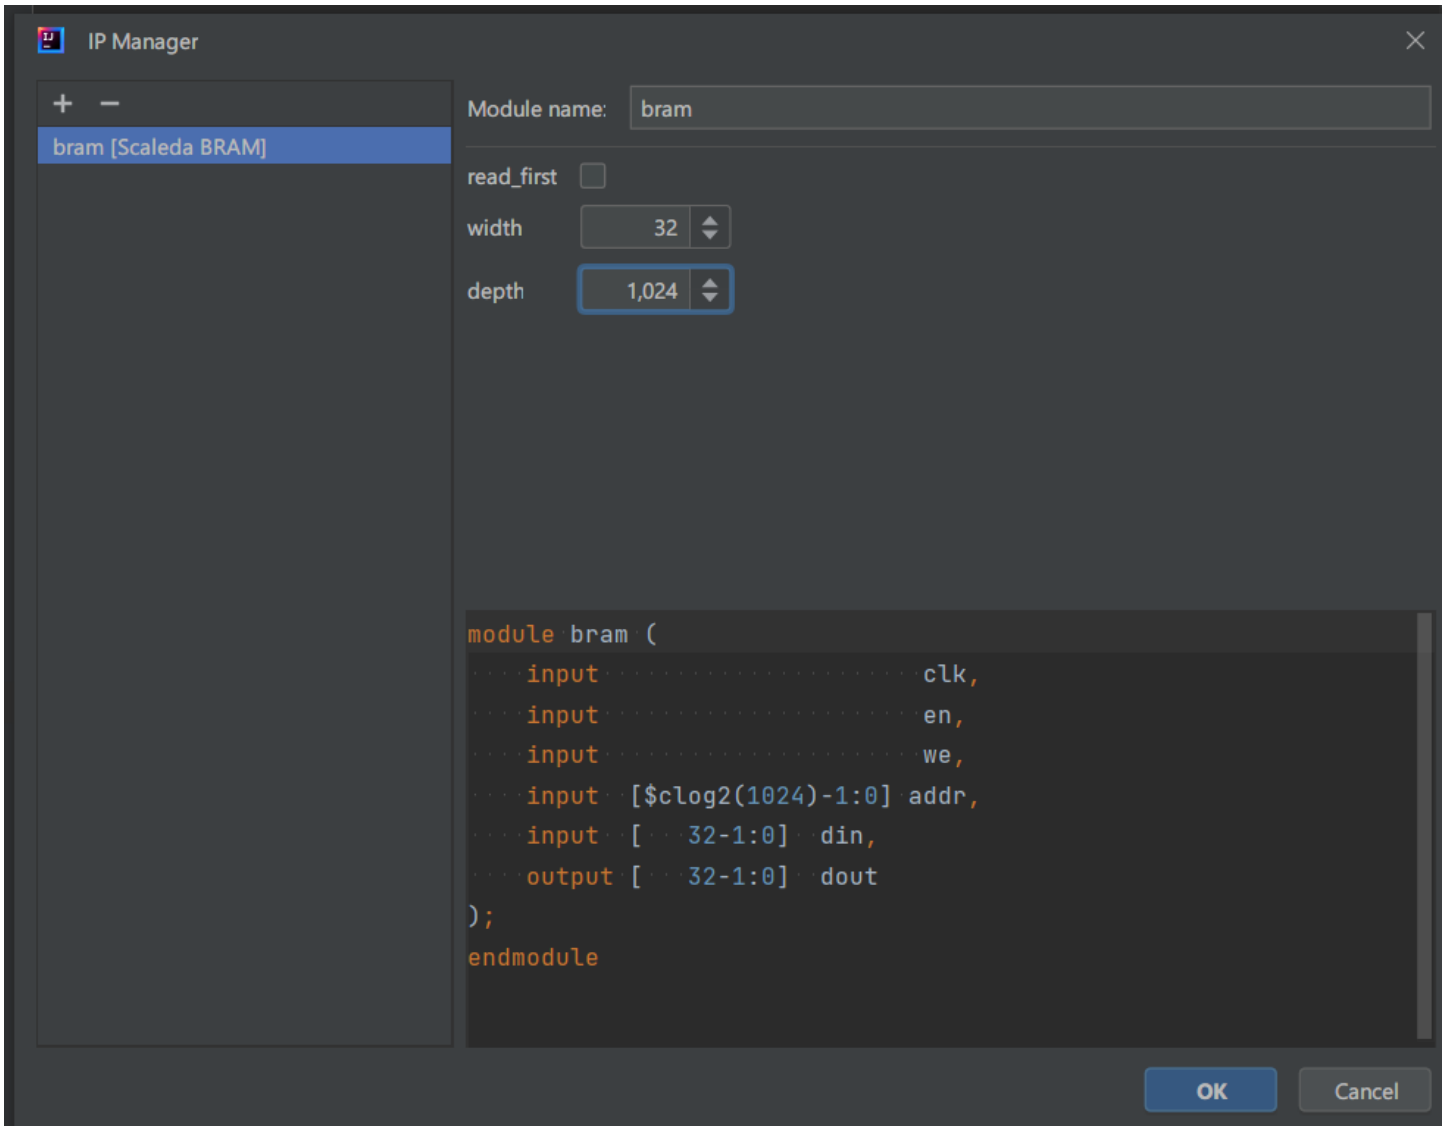 IP Manager
bram [Scaleda BRAM]
Module name: bram
read_first
width 32
depth 1,024
module bram (
    input                      clk,
    input                      en,
    input                      we,
    input  [$clog2(1024)-1:0] addr,
    input  [   32-1:0]  din,
    output [   32-1:0]  dout
);
endmodule
OK Cancel